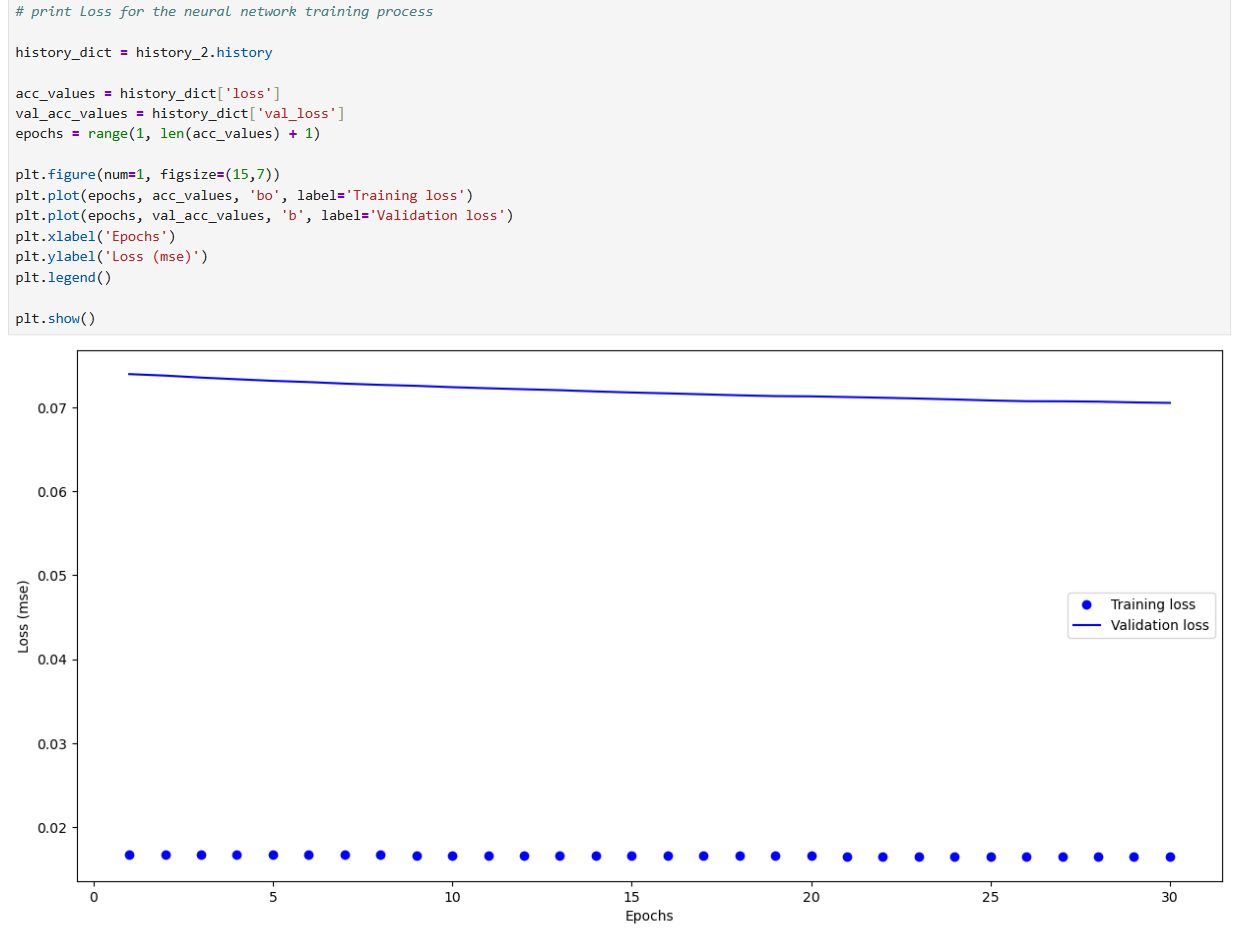 # print Loss for the neural network training process
history_dict = history_2.history
acc_values = history_dict['loss']
val_acc_values = history_dict['val_loss']
epochs = range(1, len(acc_values) + 1)
plt.figure(num=1, figsize=(15,7))
plt.plot(epochs, acc_values, 'bo', label='Training loss')
plt.plot(epochs, val_acc_values, 'b', label='Validation loss')
plt.xlabel('Epochs')
plt.ylabel('Loss (mse)')
plt.legend()
plt.show()
0.07
0.06
0.05
0.04
0.03
0.02
Loss (mse)
Training loss
Validation loss
0 5 10 15 20 25 30
Epochs